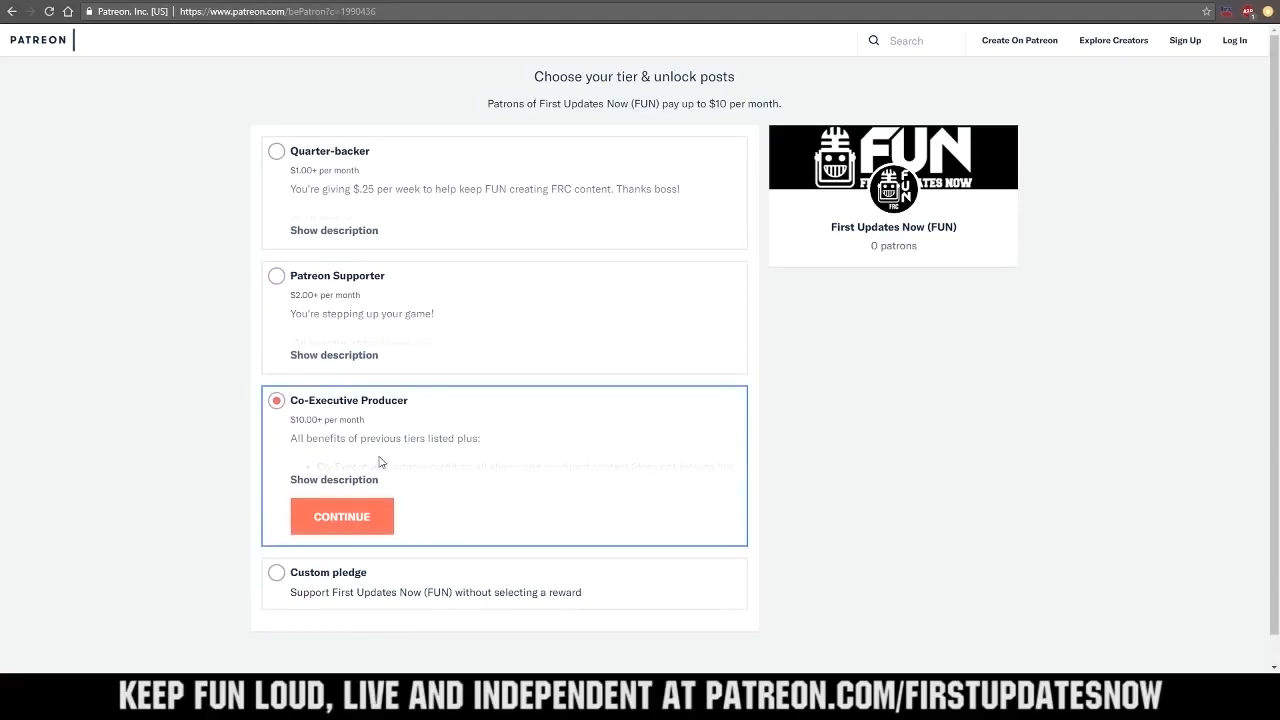 Patreon, Inc. [US] | https://www.patreon.com/bePatron?c=1990436
PATREON
Search
Create On Patreon
Explore Creators
Sign Up
Log In
Choose your tier & unlock posts
Patrons of First Updates Now (FUN) pay up to $10 per month.
Quarter-backer
$1.00+ per month
You're giving $.25 per week to help keep FUN creating FRC content. Thanks boss!
Show description
Patreon Supporter
$2.00+ per month
You're stepping up your game!
Show description
Co-Executive Producer
$10.00+ per month
All benefits of previous tiers listed plus:
Show description
CONTINUE
Custom pledge
Support First Updates Now (FUN) without selecting a reward
FUN
UPDATES NOW
FUN
FRC
First Updates Now (FUN)
0 patrons
KEEP FUN LOUD, LIVE AND INDEPENDENT AT PATREON.COM/FIRSTUPDATESNOW